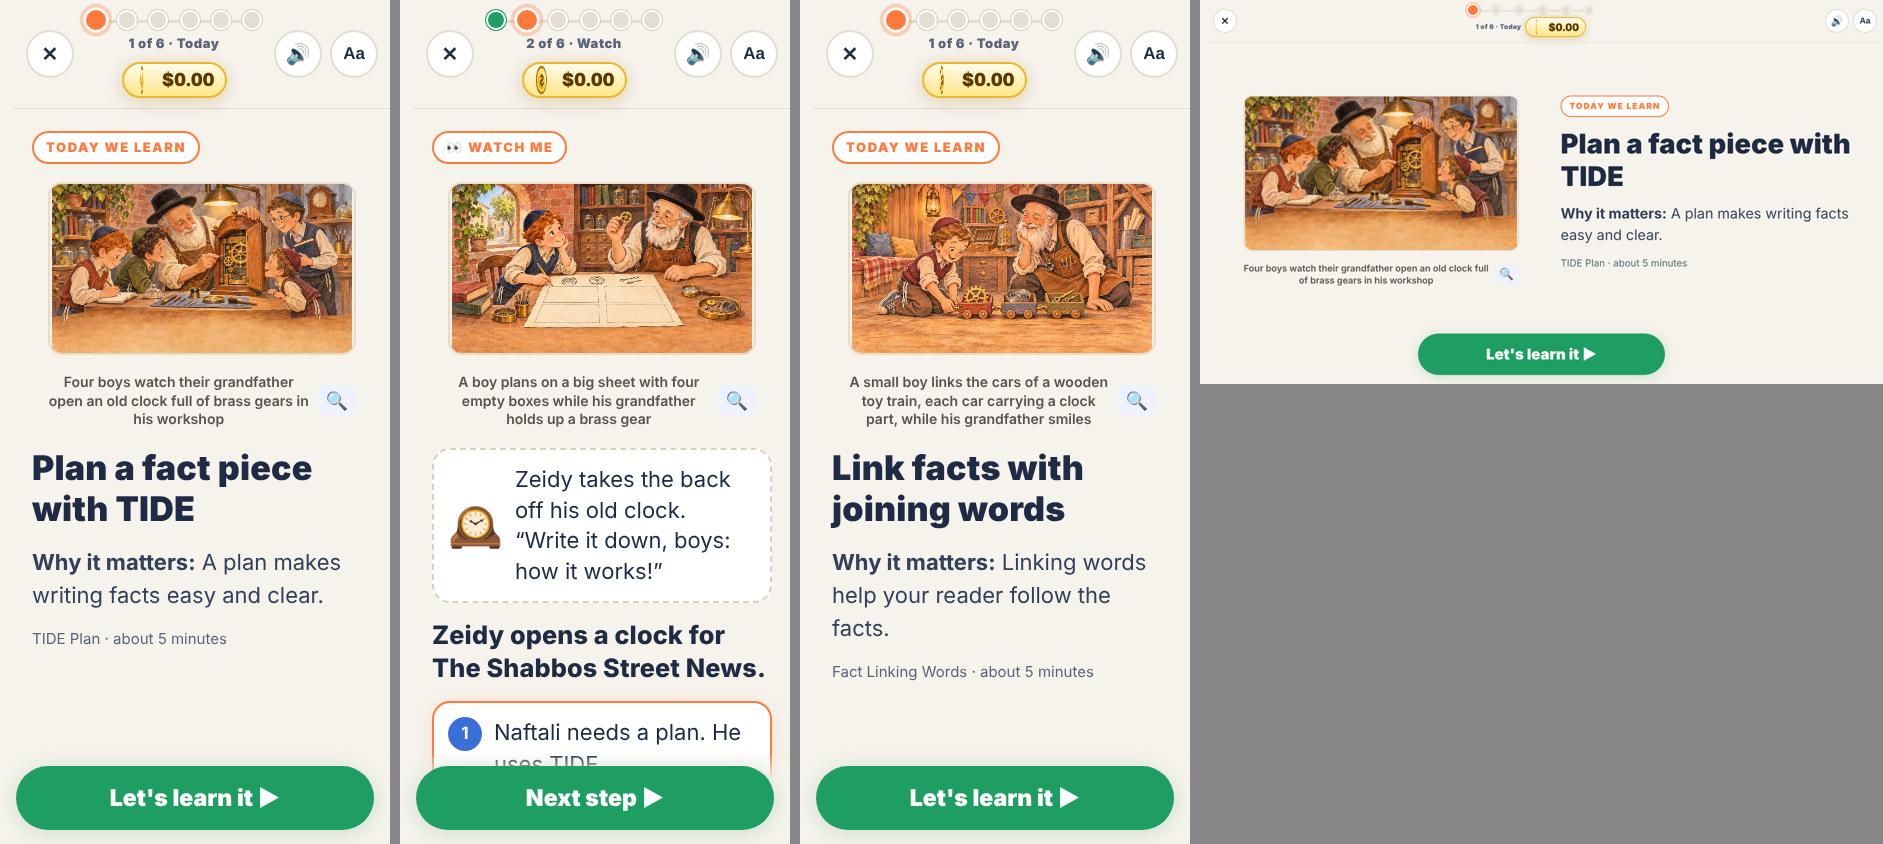 1 of 6 · Today
$0.00
Aa
TODAY WE LEARN
Four boys watch their grandfather
open an old clock full of brass gears in
his workshop
Plan a fact piece
with TIDE
Why it matters: A plan makes
writing facts easy and clear.
TIDE Plan · about 5 minutes
Let's learn it
2 of 6 · Watch
$0.00
Aa
WATCH ME
A boy plans on a big sheet with four
empty boxes while his grandfather
holds up a brass gear
Zeidy takes the back
off his old clock.
“Write it down, boys:
how it works!”
Zeidy opens a clock for
The Shabbos Street News.
1 Naftali needs a plan. He
uses TIDE
Next step
1 of 6 · Today
$0.00
Aa
TODAY WE LEARN
A small boy links the cars of a wooden
toy train, each car carrying a clock
part, while his grandfather smiles
Link facts with
joining words
Why it matters: Linking words
help your reader follow the
facts.
Fact Linking Words · about 5 minutes
Let's learn it
1 of 6 · Today
$0.00
Aa
Four boys watch their grandfather open an old clock full
of brass gears in his workshop
TODAY WE LEARN
Plan a fact piece with
TIDE
Why it matters: A plan makes writing facts
easy and clear.
TIDE Plan · about 5 minutes
Let's learn it